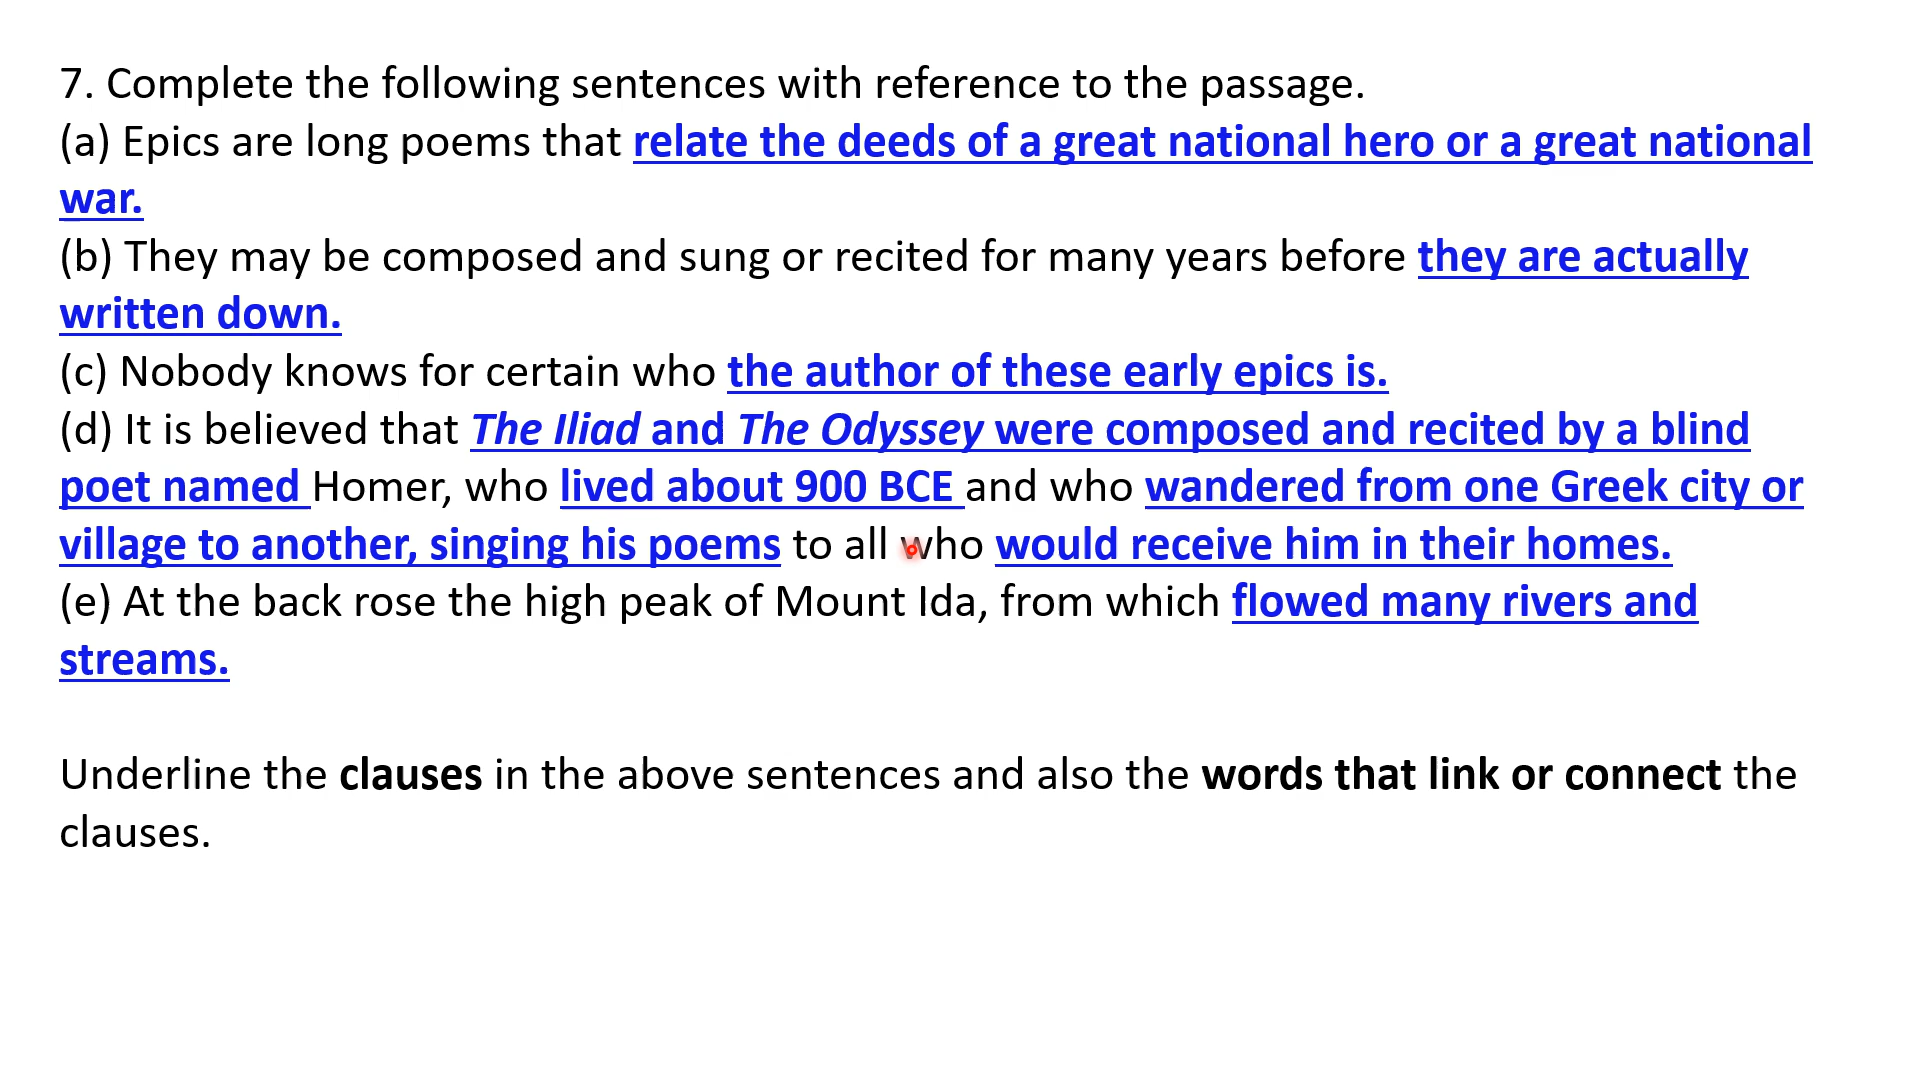 7. Complete the following sentences with reference to the passage.
(a) Epics are long poems that relate the deeds of a great national hero or a great national
war.
(b) They may be composed and sung or recited for many years before they are actually
written down.
(c) Nobody knows for certain who the author of these early epics is.
(d) It is believed that The Iliad and The Odyssey were composed and recited by a blind
poet named Homer, who lived about 900 BCE and who wandered from one Greek city or
village to another, singing his poems to all who would receive him in their homes.
(e) At the back rose the high peak of Mount Ida, from which flowed many rivers and
streams.
Underline the clauses in the above sentences and also the words that link or connect the
clauses.